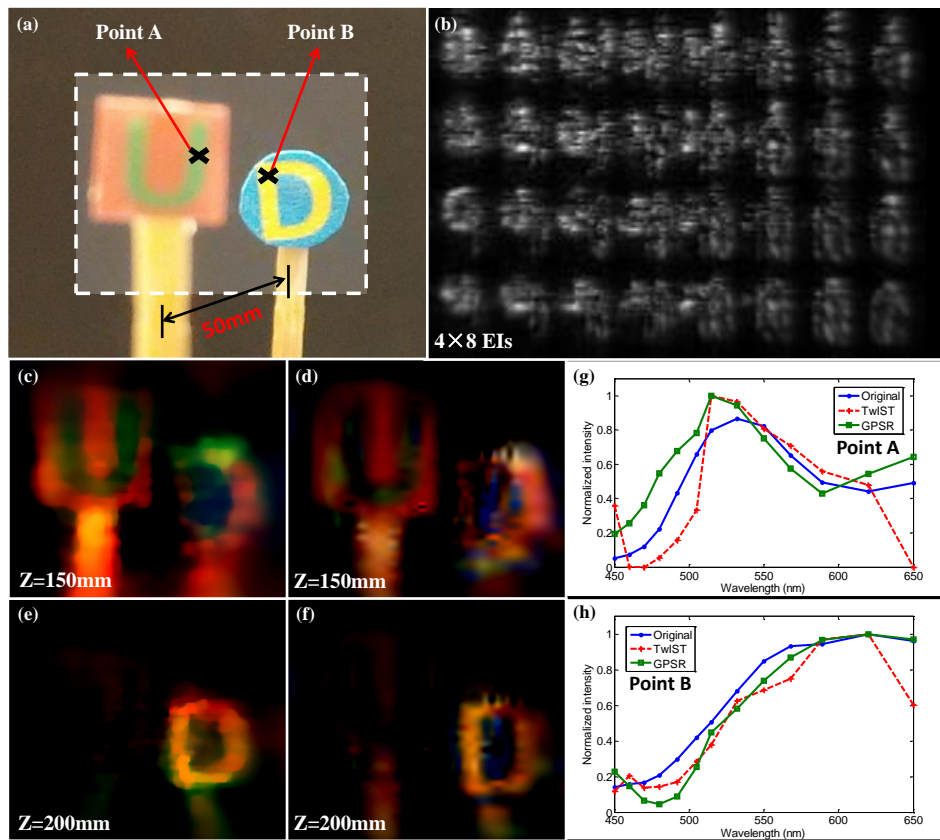 (a)
Point A
Point B
U
D
50mm
(b)
4×8 EIs
(c)
Z=150mm
(d)
Z=150mm
(e)
Z=200mm
(f)
Z=200mm
(g)
Original
TwIST
GPSR
Point A
Normalized intensity
1
0.8
0.6
0.4
0.2
0
450 500 550 600 650
Wavelength (nm)
(h)
Original
TwIST
GPSR
Point B
Normalized intensity
1
0.8
0.6
0.4
0.2
0
450 500 550 600 650
Wavelength (nm)